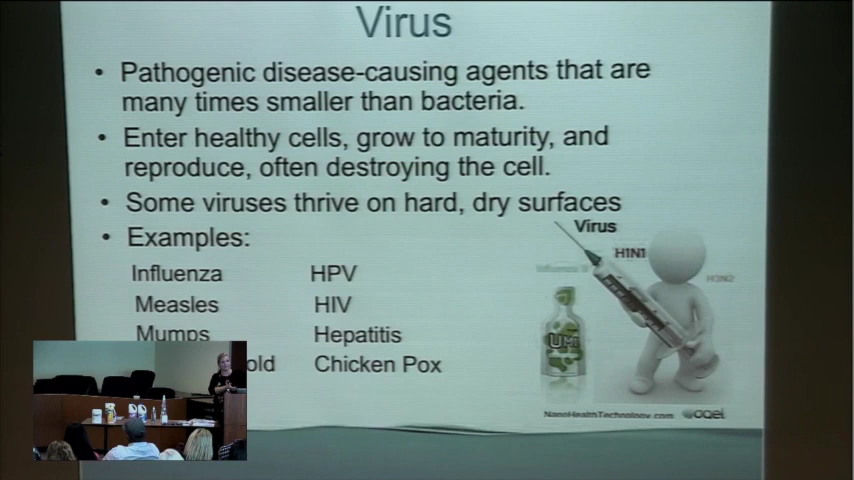 Virus
• Pathogenic disease-causing agents that are
many times smaller than bacteria.
• Enter healthy cells, grow to maturity, and
reproduce, often destroying the cell.
• Some viruses thrive on hard, dry surfaces
• Examples:
Virus
H1N1
H3N2
Influenza HPV
Measles HIV
Mumps Hepatitis
old Chicken Pox
UMI
NanoHealthTechnology.com